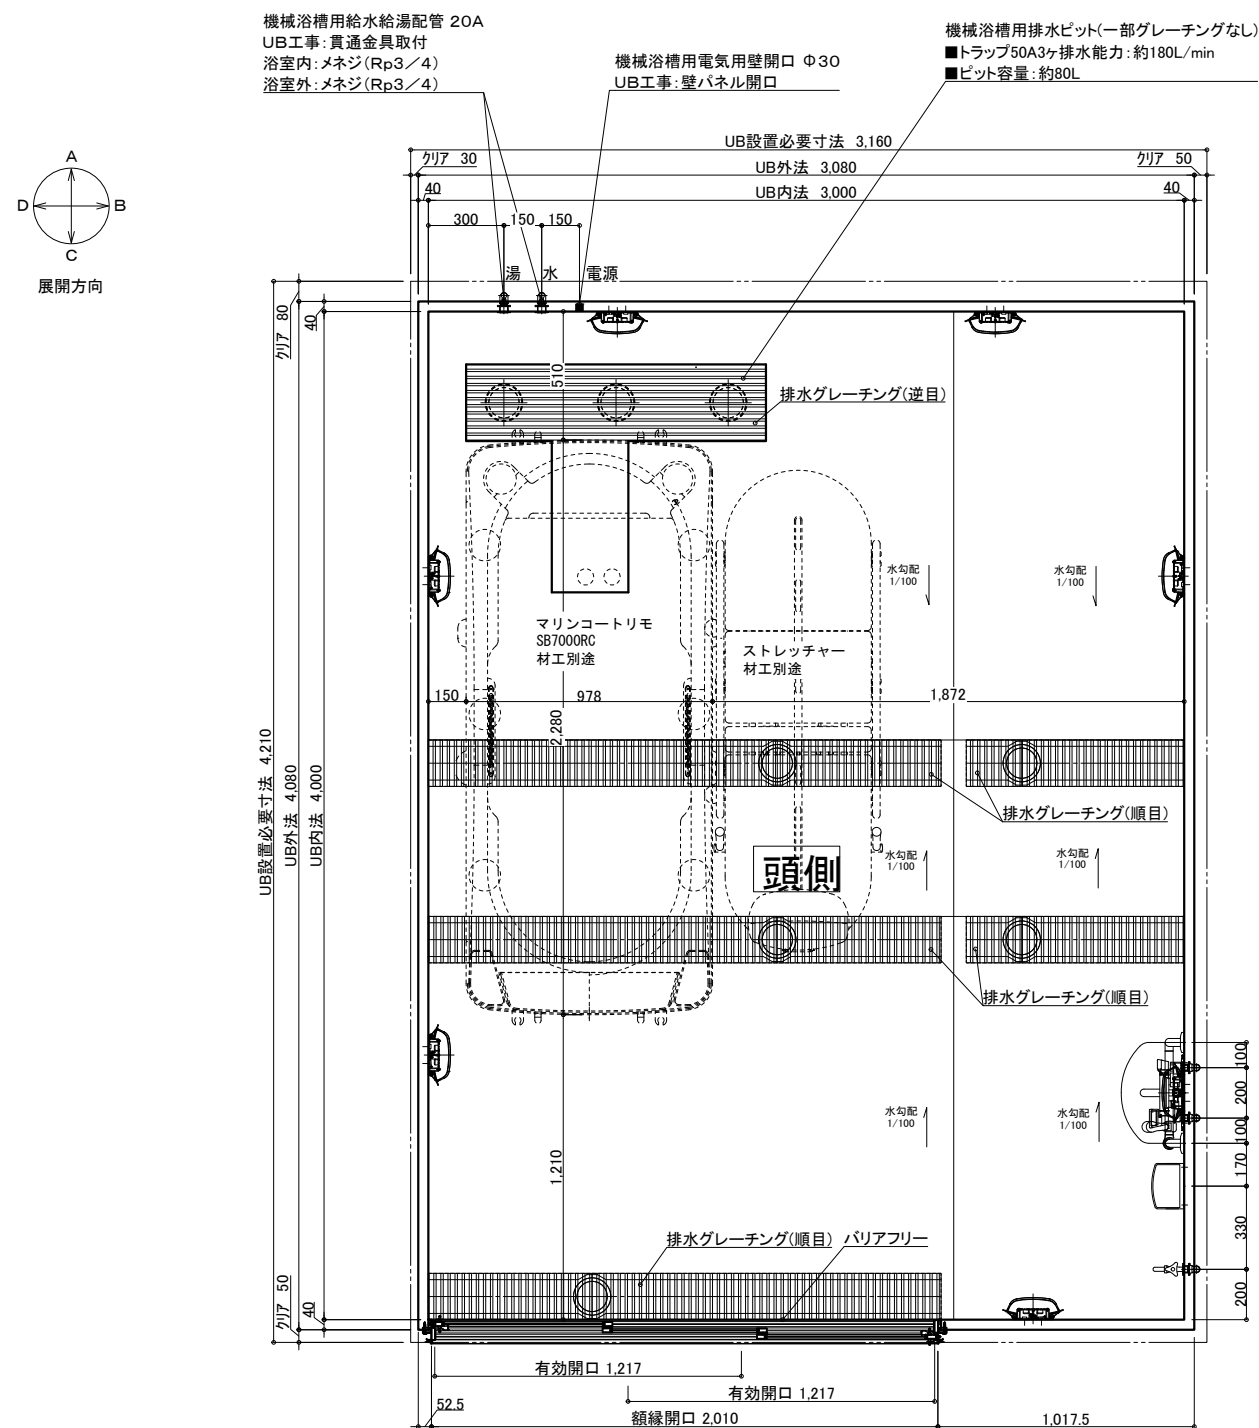 機械浴槽用給水給湯配管 20A
UB工事:貫通金具取付
浴室内:メネジ(Rp3/4)
浴室外:メネジ(Rp3/4)
機械浴槽用電気用壁開口 Φ30
UB工事:壁パネル開口
機械浴槽用排水ピット(一部グレーチングなし)
■トラップ50A3ヶ排水能力:約180L/min
■ピット容量:約80L
A
D
B
C
展開方向
UB設置必要寸法 3,160
クリア 30
UB外法 3,080
クリア 50
40
UB内法 3,000
40
300
150
150
湯
水
電源
クリア 80
40
510
排水グレーチング(逆目)
水勾配
1/100
水勾配
1/100
マリンコートリモ
SB7000RC
材工別途
ストレッチャー
材工別途
150
978
1,872
2,280
UB設置必要寸法 4,210
UB外法 4,080
UB内法 4,000
排水グレーチング(順目)
頭側
水勾配
1/100
水勾配
1/100
排水グレーチング(順目)
100
200
100
170
330
200
水勾配
1/100
水勾配
1/100
1,210
排水グレーチング(順目)
バリアフリー
クリア 50
40
有効開口 1,217
有効開口 1,217
52.5
額縁開口 2,010
1,017.5